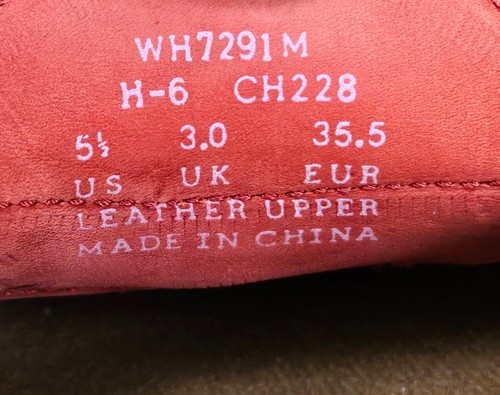 WH7291M
H-6 CH228
5½ 3.0 35.5
US UK EUR
LEATHER UPPER
MADE IN CHINA